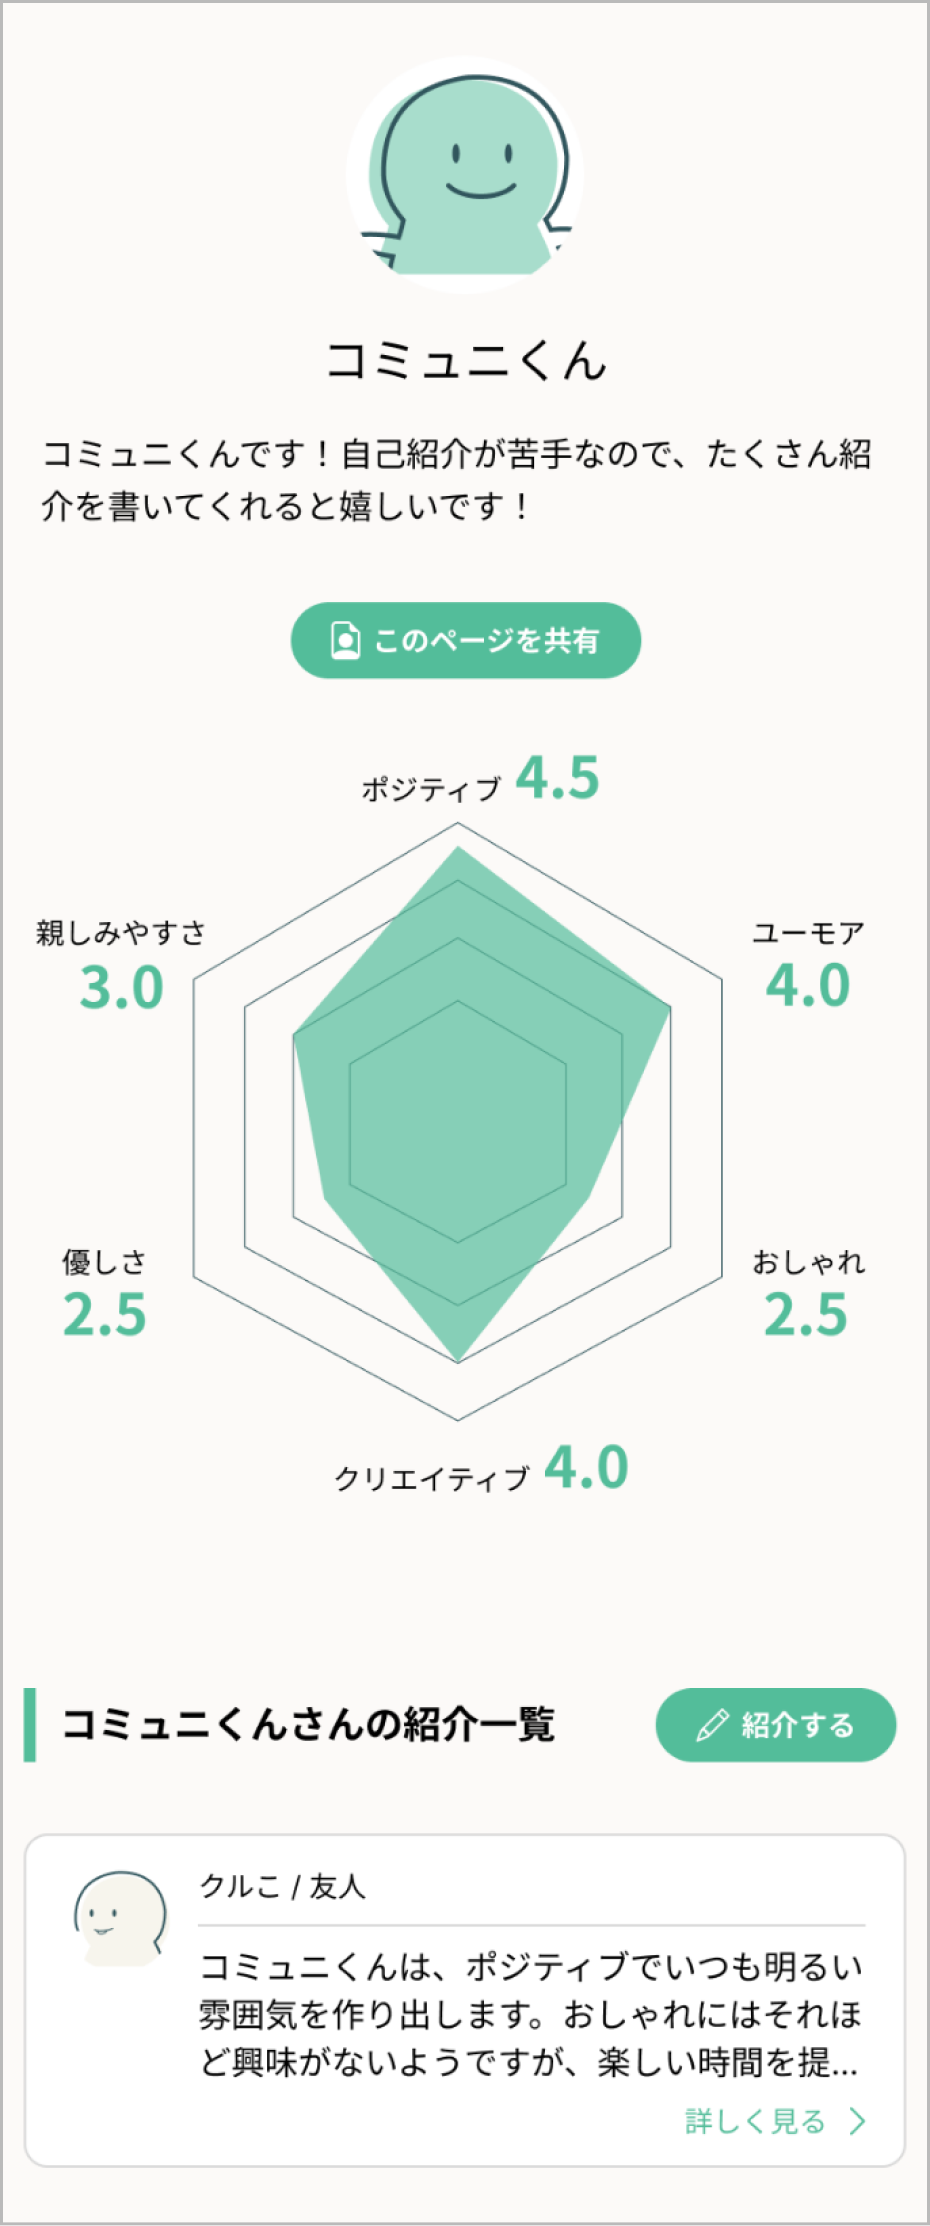 コミュニくん
コミュニくんです！自己紹介が苦手なので、たくさん紹
介を書いてくれると嬉しいです！
このページを共有
ポジティブ 4.5
親しみやすさ
3.0
ユーモア
4.0
優しさ
2.5
おしゃれ
2.5
クリエイティブ 4.0
コミュニくんさんの紹介一覧
紹介する
クルこ / 友人
コミュニくんは、ポジティブでいつも明るい
雰囲気を作り出します。おしゃれにはそれほ
ど興味がないようですが、楽しい時間を提...
詳しく見る